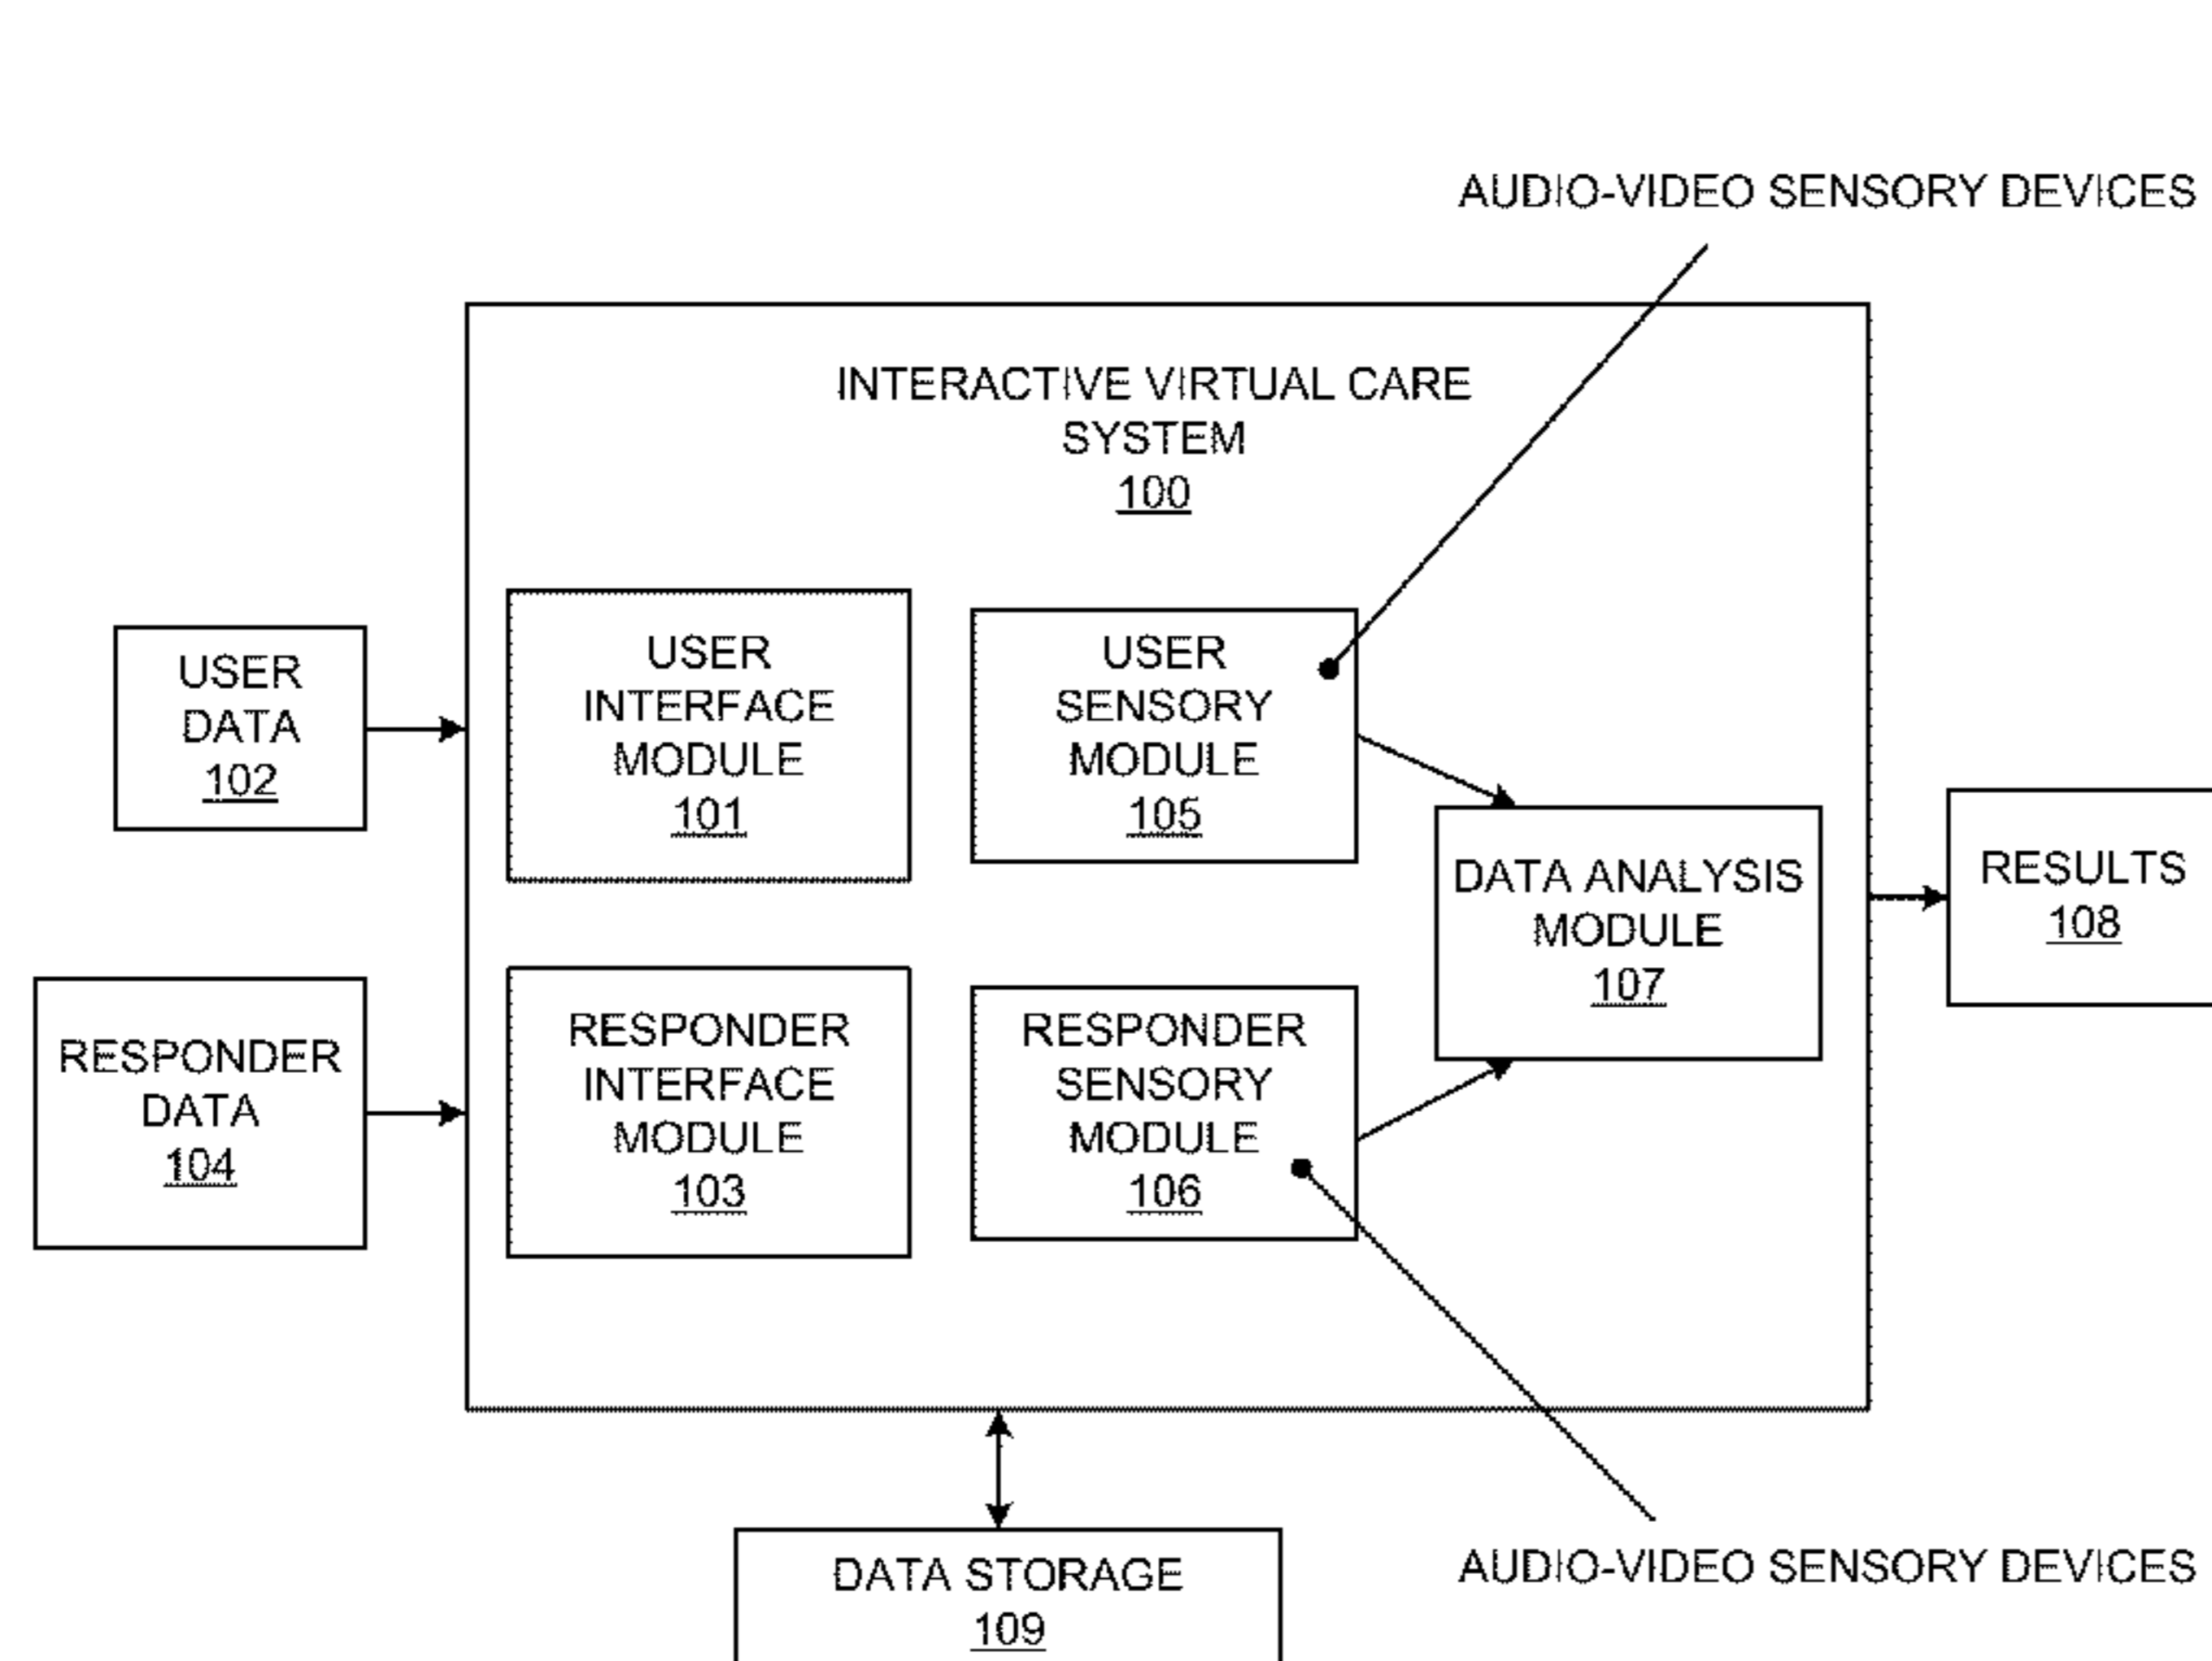 AUDIO-VIDEO SENSORY DEVICES
INTERACTIVE VIRTUAL CARE
SYSTEM
100
USER
DATA
102
USER
INTERFACE
MODULE
101
USER
SENSORY
MODULE
105
DATA ANALYSIS
MODULE
107
RESULTS
108
RESPONDER
DATA
104
RESPONDER
INTERFACE
MODULE
103
RESPONDER
SENSORY
MODULE
106
DATA STORAGE
109
AUDIO-VIDEO SENSORY DEVICES